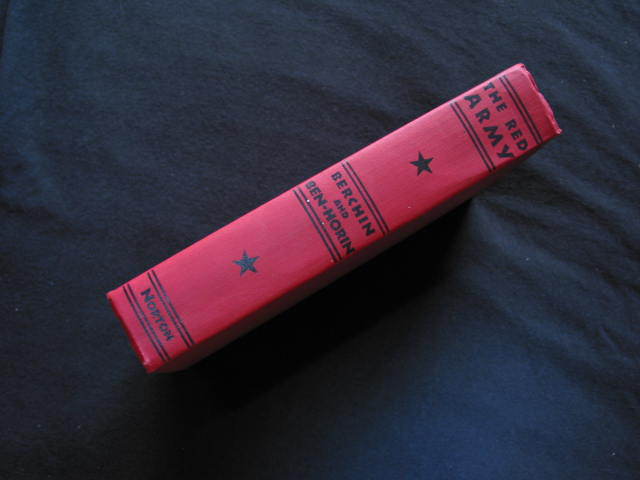 THE RED
ARMY
BERCHIN
AND
BEN-HORIN
NORTON